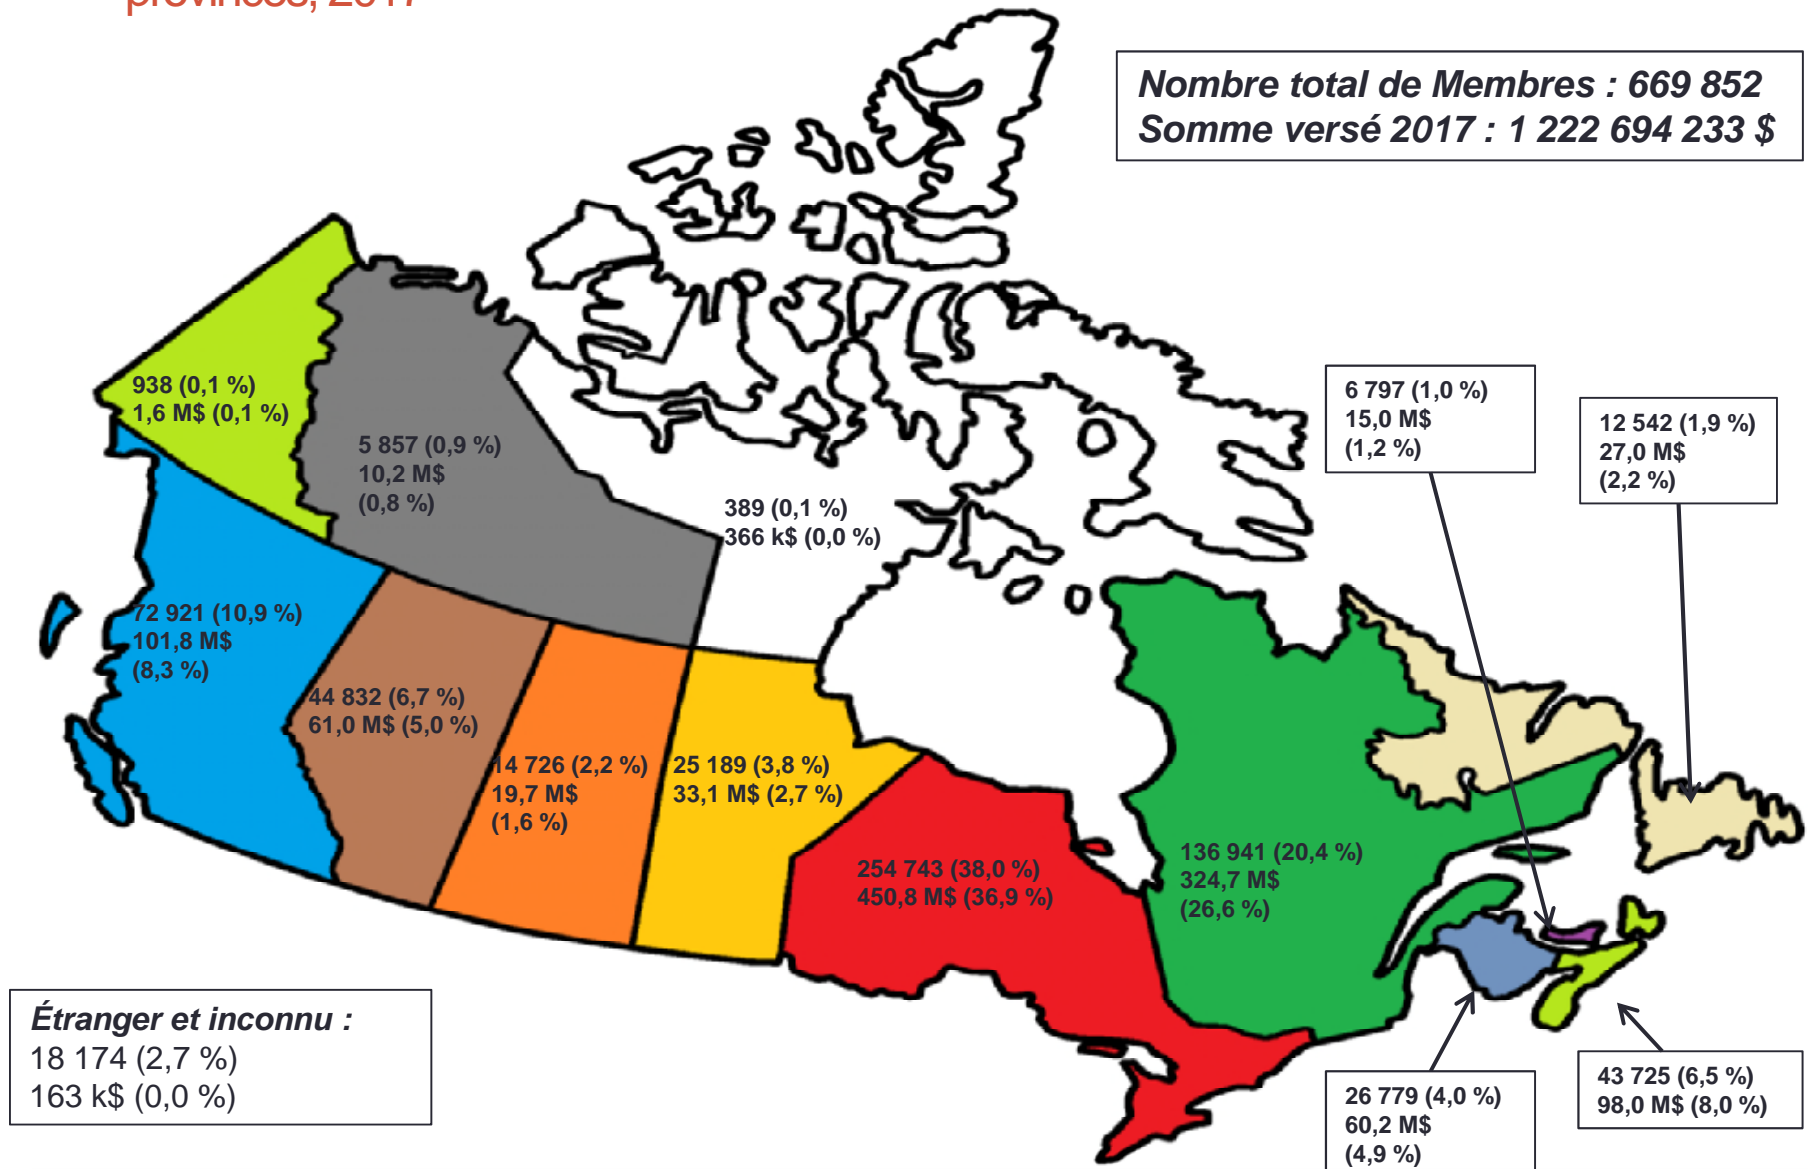 provinces, 2017
Nombre total de Membres : 669 852
Somme versé 2017 : 1 222 694 233 $
938 (0,1 %)
1,6 M$ (0,1 %)
5 857 (0,9 %)
10,2 M$
(0,8 %)
389 (0,1 %)
366 k$ (0,0 %)
6 797 (1,0 %)
15,0 M$
(1,2 %)
12 542 (1,9 %)
27,0 M$
(2,2 %)
72 921 (10,9 %)
101,8 M$
(8,3 %)
44 832 (6,7 %)
61,0 M$ (5,0 %)
14 726 (2,2 %)
19,7 M$
(1,6 %)
25 189 (3,8 %)
33,1 M$ (2,7 %)
254 743 (38,0 %)
450,8 M$ (36,9 %)
136 941 (20,4 %)
324,7 M$
(26,6 %)
Étranger et inconnu :
18 174 (2,7 %)
163 k$ (0,0 %)
26 779 (4,0 %)
60,2 M$
(4,9 %)
43 725 (6,5 %)
98,0 M$ (8,0 %)